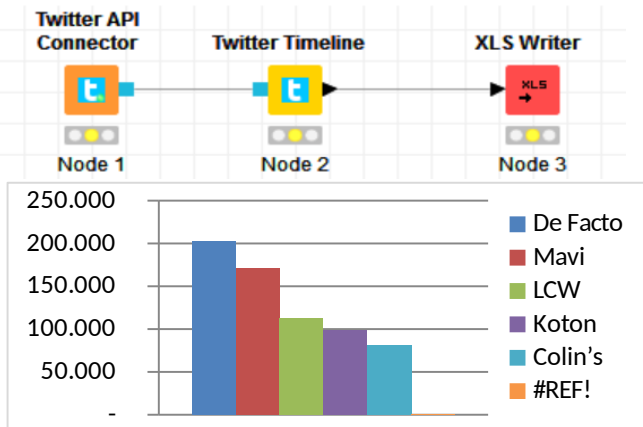 Twitter API
Connector
Twitter Timeline
XLS Writer
t
t
XLS
Node 1
Node 2
Node 3
250.000
200.000
150.000
100.000
50.000
-
De Facto
Mavi
LCW
Koton
Colin’s
#REF!